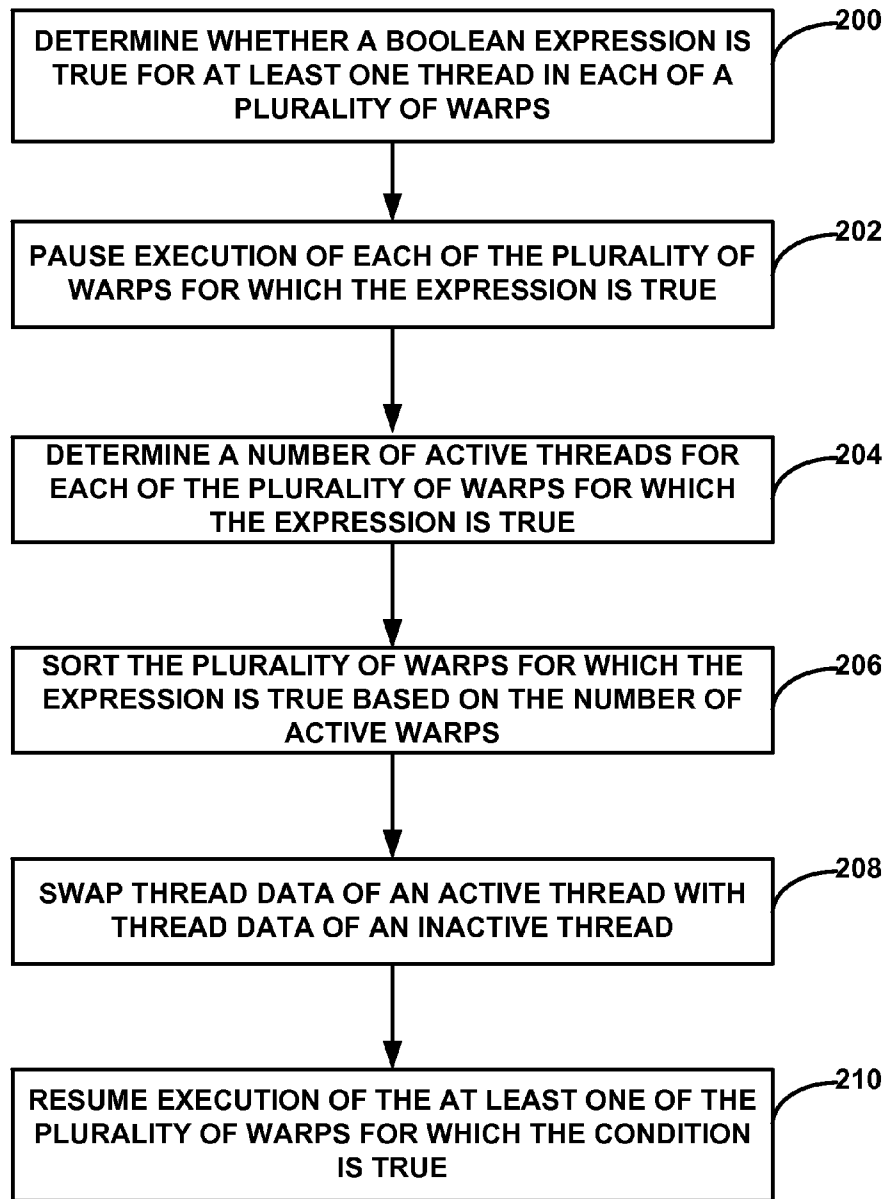 DETERMINE WHETHER A BOOLEAN EXPRESSION IS
TRUE FOR AT LEAST ONE THREAD IN EACH OF A
PLURALITY OF WARPS
200
PAUSE EXECUTION OF EACH OF THE PLURALITY OF
WARPS FOR WHICH THE EXPRESSION IS TRUE
202
DETERMINE A NUMBER OF ACTIVE THREADS FOR
EACH OF THE PLURALITY OF WARPS FOR WHICH
THE EXPRESSION IS TRUE
204
SORT THE PLURALITY OF WARPS FOR WHICH THE
EXPRESSION IS TRUE BASED ON THE NUMBER OF
ACTIVE WARPS
206
SWAP THREAD DATA OF AN ACTIVE THREAD WITH
THREAD DATA OF AN INACTIVE THREAD
208
RESUME EXECUTION OF THE AT LEAST ONE OF THE
PLURALITY OF WARPS FOR WHICH THE CONDITION
IS TRUE
210